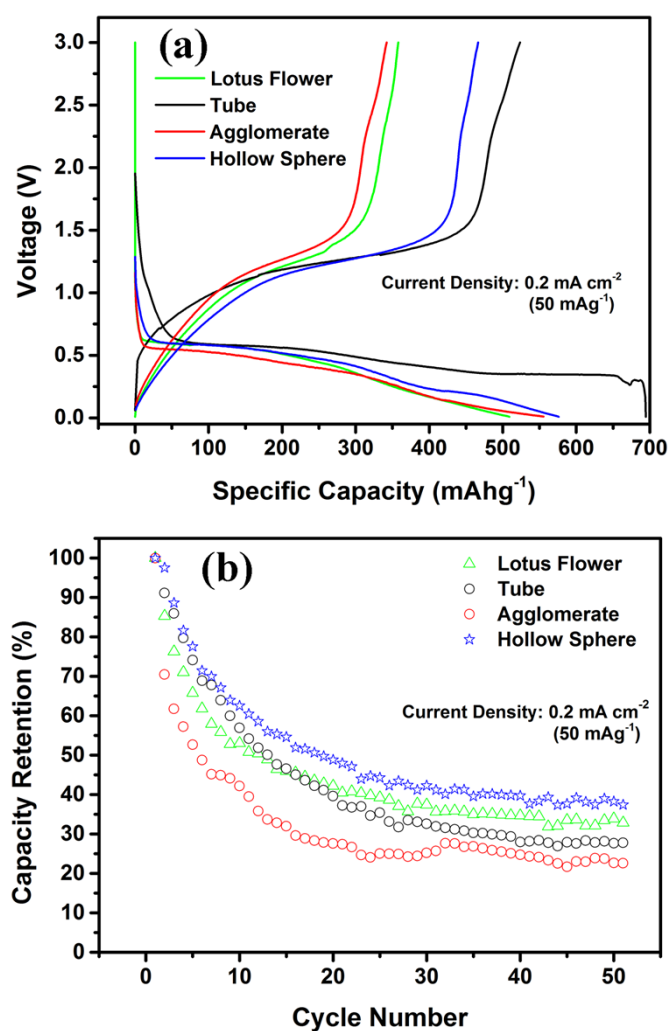 (a)
Lotus Flower
Tube
Agglomerate
Hollow Sphere
Current Density: 0.2 mA cm⁻²
(50 mAg⁻¹)
Voltage (V)
3.0
2.5
2.0
1.5
1.0
0.5
0.0
0 100 200 300 400 500 600 700
Specific Capacity (mAhg⁻¹)
(b)
Lotus Flower
Tube
Agglomerate
Hollow Sphere
Current Density: 0.2 mA cm⁻²
(50 mAg⁻¹)
Capacity Retention (%)
100
90
80
70
60
50
40
30
20
10
0
0 10 20 30 40 50
Cycle Number